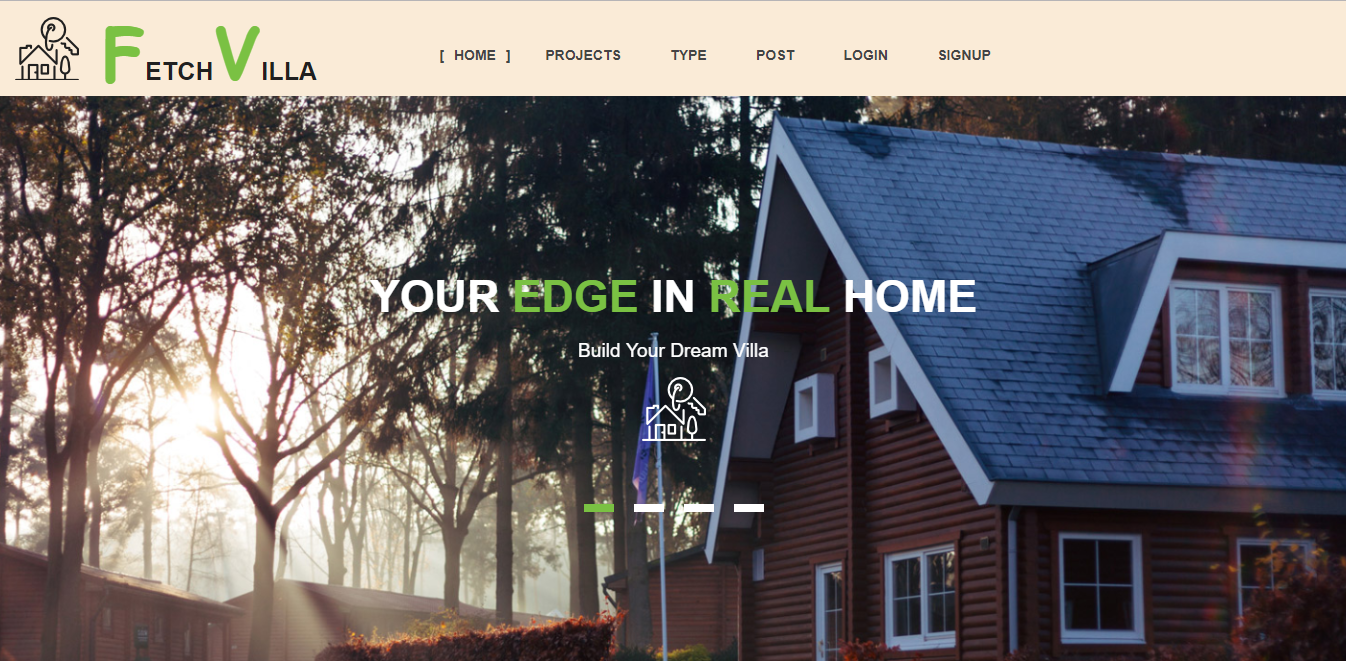 FETCH VILLA
[ HOME ] PROJECTS TYPE POST LOGIN SIGNUP
YOUR EDGE IN REAL HOME
Build Your Dream Villa